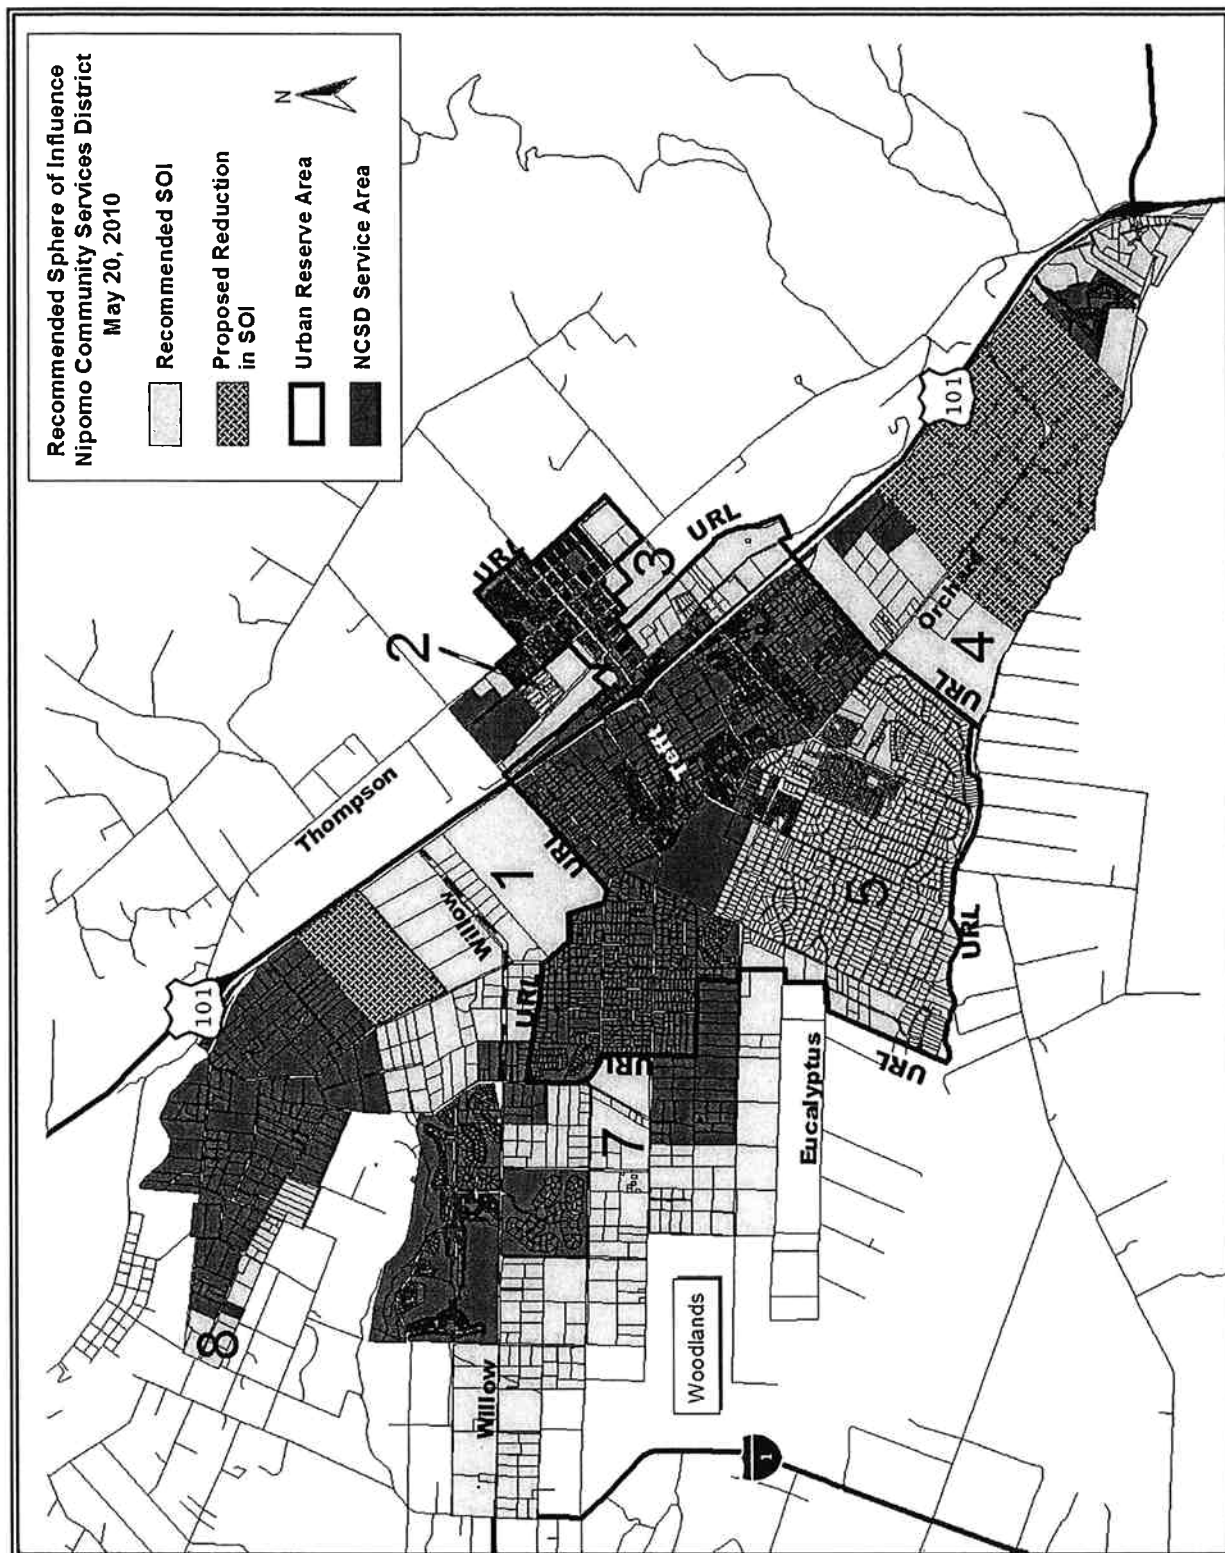 Recommended Sphere of Influence
Nipomo Community Services District
May 20, 2010
N
Recommended SOI
Proposed Reduction
in SOI
Urban Reserve Area
NCSD Service Area
101
Thompson
Willow
1
URL
2
URL
3
URL
Tefft
101
Orchard
4
URL
5
URL
URL
URL
URL
7
Eucalyptus
8
Willow
Woodlands
1